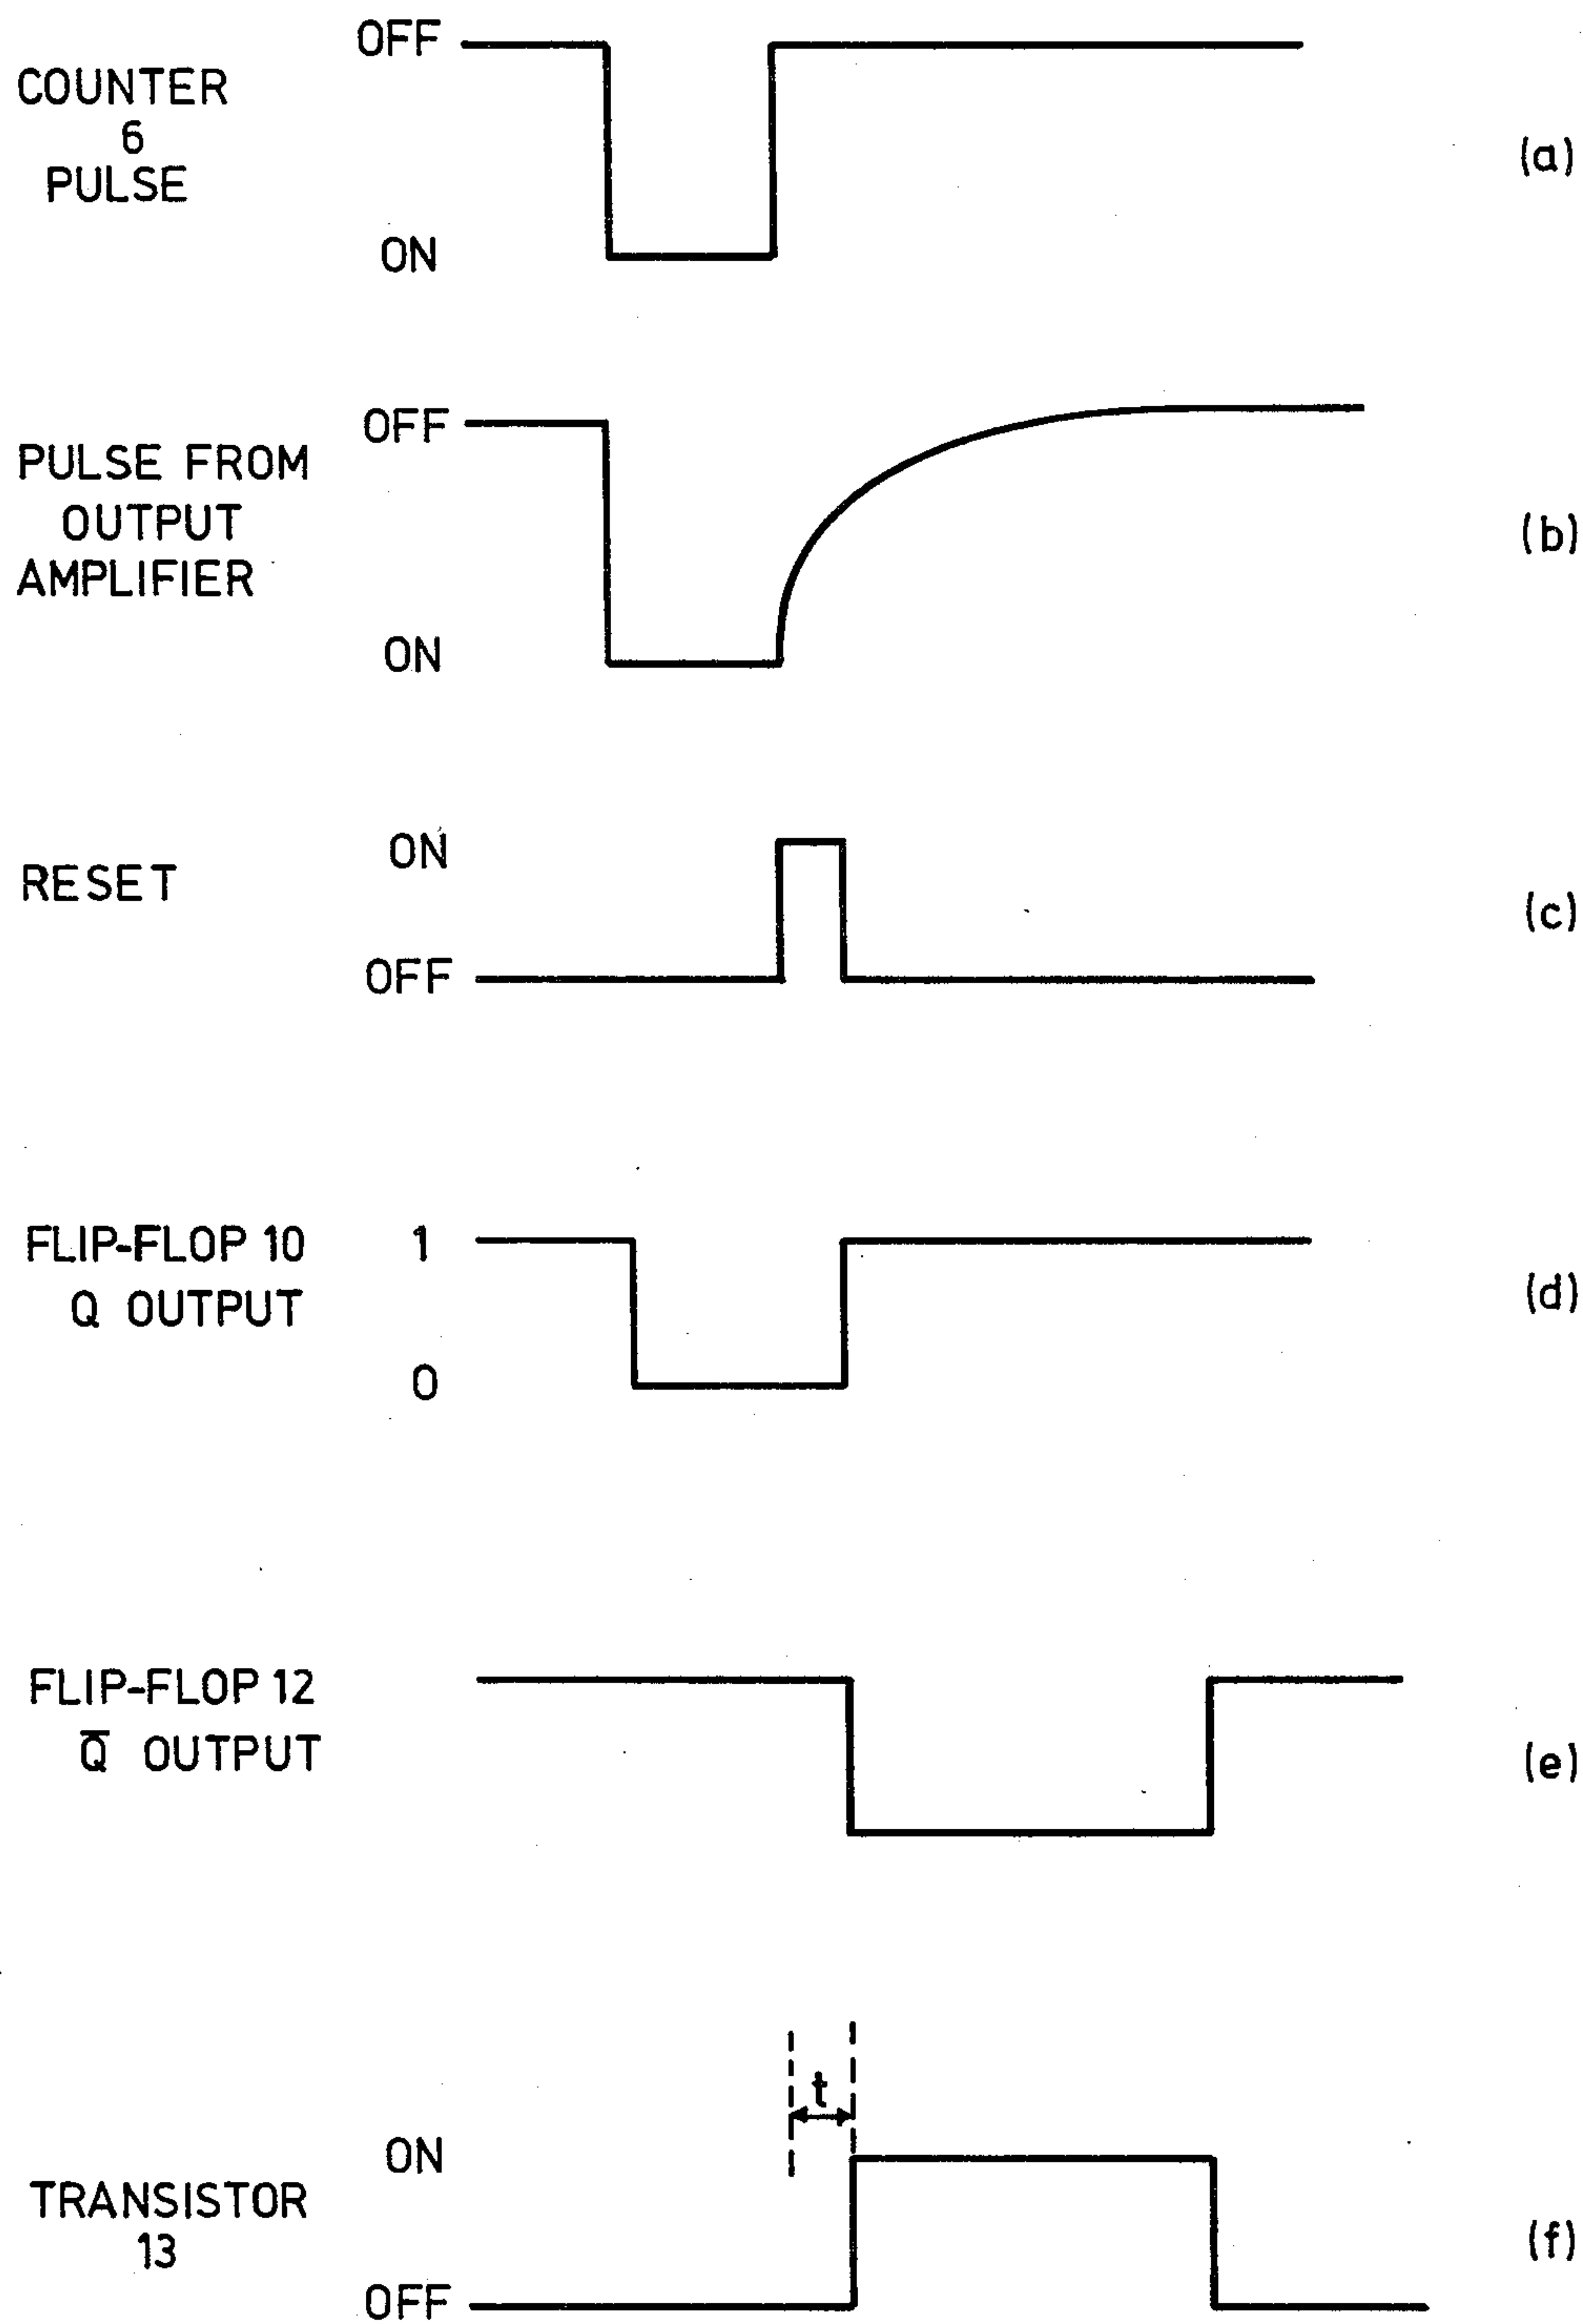 OFF
COUNTER
6
PULSE
(a)
ON
OFF
PULSE FROM
OUTPUT
AMPLIFIER
(b)
ON
ON
RESET
(c)
OFF
FLIP-FLOP 10
1
Q OUTPUT
(d)
0
FLIP-FLOP 12
Q̅ OUTPUT
(e)
t
ON
TRANSISTOR
13
(f)
OFF